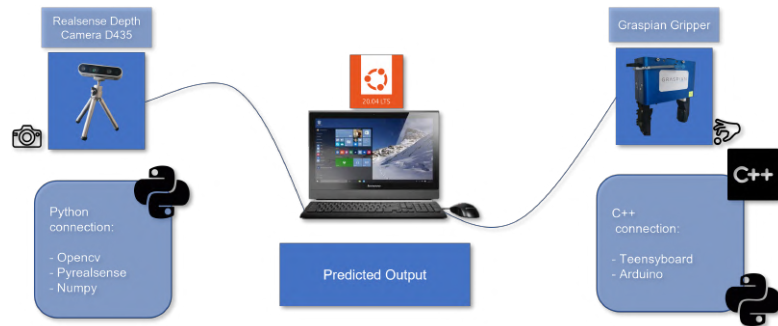 Realsense Depth
Camera D435
20.04 LTS
Graspian Gripper
C++
Python
connection:
- Opencv
- Pyrealsense
- Numpy
Predicted Output
C++
connection:
- Teensyboard
- Arduino